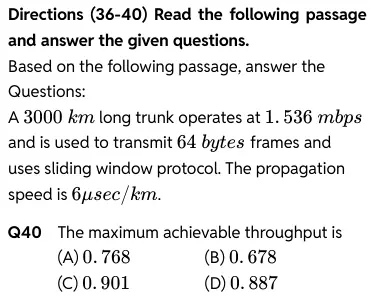 Directions (36-40) Read the following passage
and answer the given questions.
Based on the following passage, answer the
Questions:
A 3000 km long trunk operates at 1.536 mbps
and is used to transmit 64 bytes frames and
uses sliding window protocol. The propagation
speed is 6μsec/km.
Q40 The maximum achievable throughput is
(A) 0.768 (B) 0.678
(C) 0.901 (D) 0.887